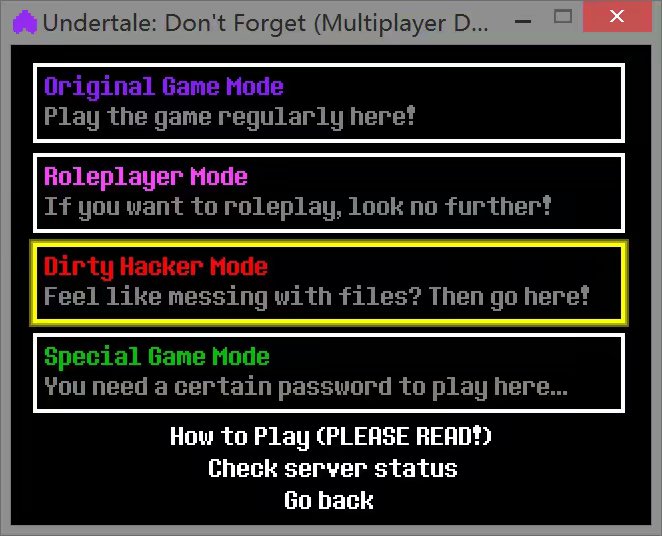 Undertale: Don't Forget (Multiplayer D...
Original Game Mode
Play the game regularly here!
Roleplayer Mode
If you want to roleplay, look no further!
Dirty Hacker Mode
Feel like messing with files? Then go here!
Special Game Mode
You need a certain password to play here...
How to Play (PLEASE READ!)
Check server status
Go back